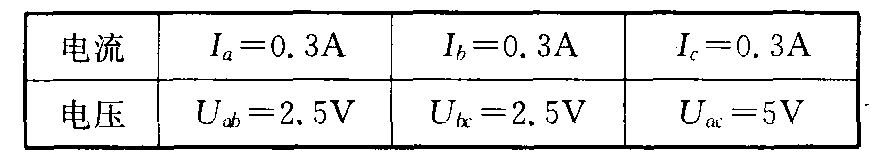 电流 I_a=0.3A I_b=0.3A I_c=0.3A
电压 U_ab=2.5V U_bc=2.5V U_ac=5V